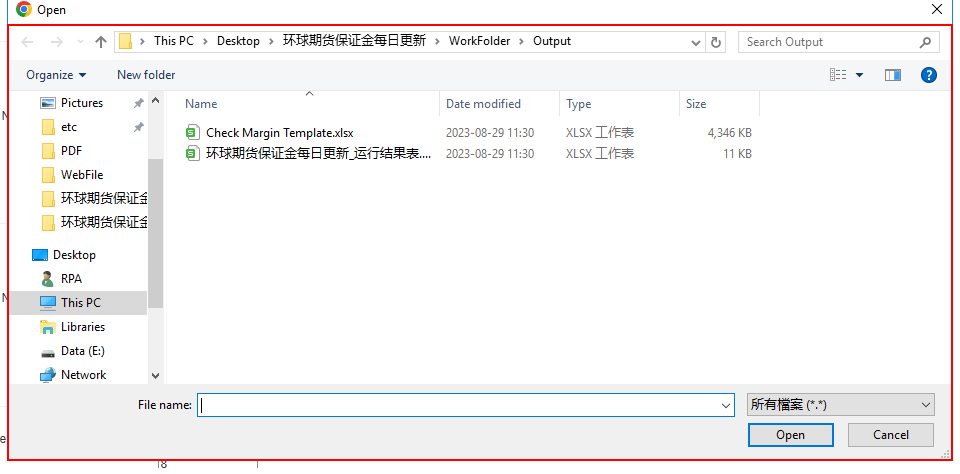 Open
This PC > Desktop > 环球期货保证金每日更新 > WorkFolder > Output
Search Output
Organize
New folder
Name
Date modified
Type
Size
Pictures
etc
PDF
WebFile
环球期货保证金
环球期货保证金
Desktop
RPA
This PC
Libraries
Data (E:)
Network
Check Margin Template.xlsx 2023-08-29 11:30 XLSX 工作表 4,346 KB
环球期货保证金每日更新_运行结果表.... 2023-08-29 11:30 XLSX 工作表 11 KB
File name:
所有檔案 (*.*)
Open
Cancel
8